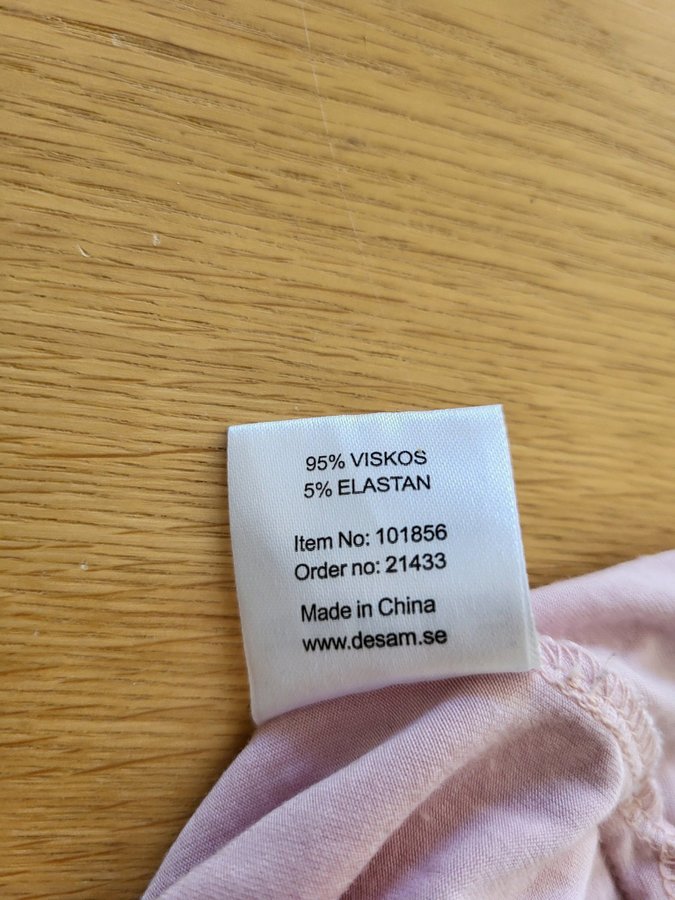 95% VISKOS
5% ELASTAN
Item No: 101856
Order no: 21433
Made in China
www.desam.se